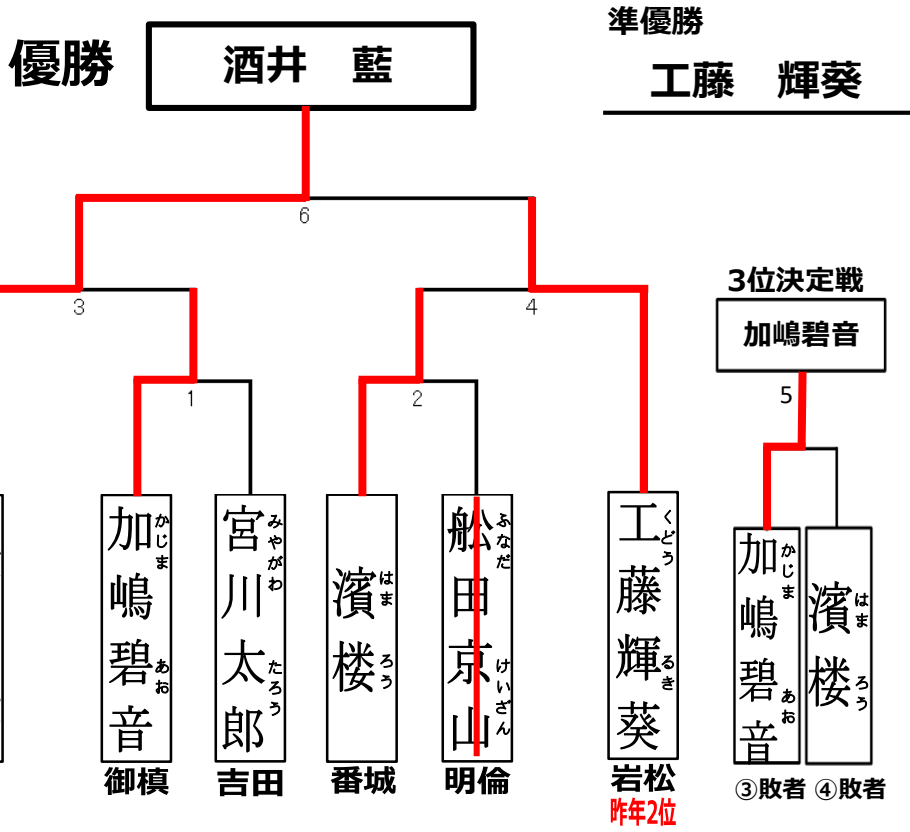 優勝
酒井 藍
準優勝
工藤 輝葵
6
3
4
3位決定戦
加嶋碧音
5
1
2
加嶋碧音
かじま
あお
宮川太郎
みやがわ
たろう
濱楼
はま
ろう
舩田京山
ふなだ
けいざん
工藤輝葵
くどう
るき
加嶋碧音
かじま
あお
濱楼
はま
ろう
御槙
吉田
番城
明倫
岩松
昨年2位
③敗者
④敗者